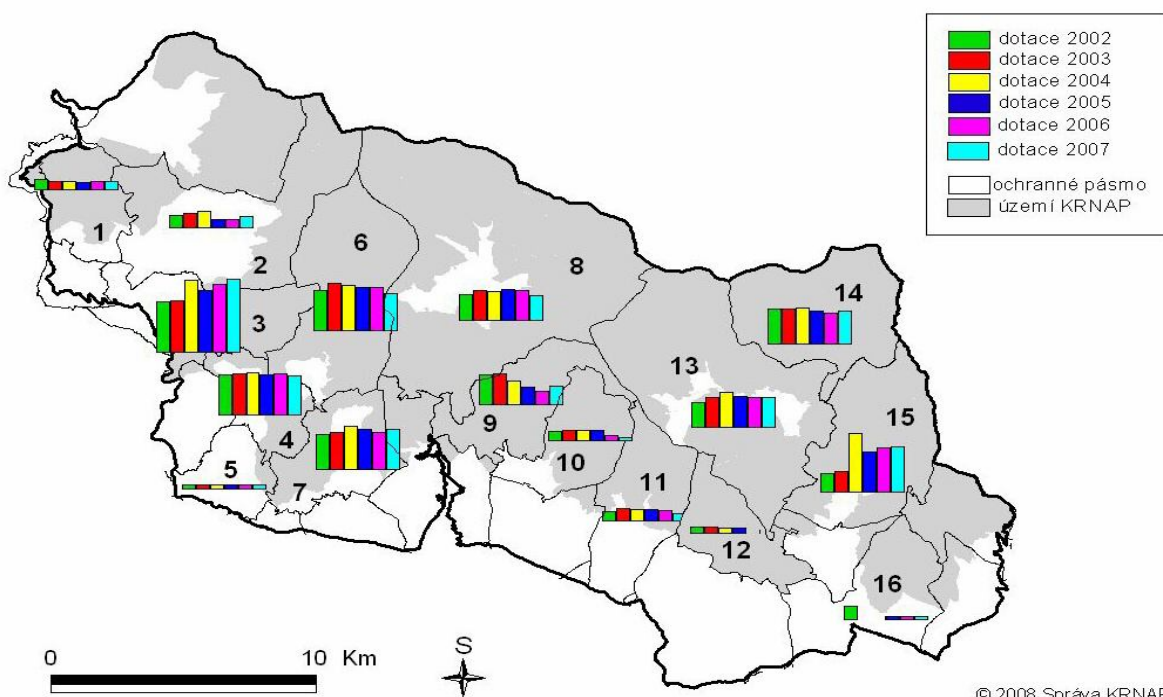 dotace 2002
dotace 2003
dotace 2004
dotace 2005
dotace 2006
dotace 2007
ochranné pásmo
území KRNAP
1
2
3
4
5
6
7
8
9
10
11
12
13
14
15
16
0 10 Km
S
© 2008 Správa KRNAP